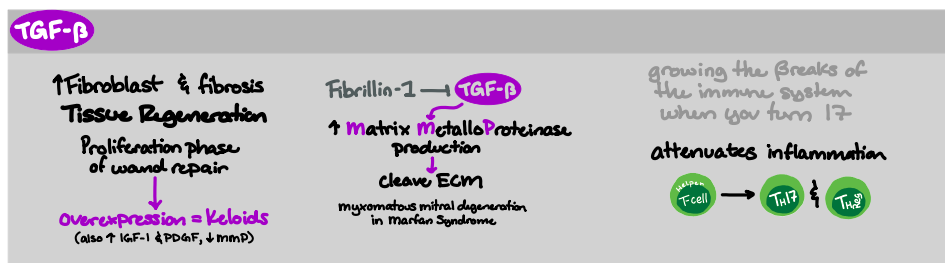 TGF-β
↑Fibroblast & fibrosis
Tissue Regeneration
Proliferation phase
of wound repair
Overexpression = Keloids
(also ↑ IGF-1 & PDGF, ↓ mmP)
Fibrillin-1 ⊣ TGF-β
↑ Matrix MetalloProteinase
production
cleave ECM
myxomatous mitral degeneration
in Marfan Syndrome
growing the βreaks of
the immune system
when you turn 17
attenuates inflammation
Helper
T-cell → TH17 & THreg